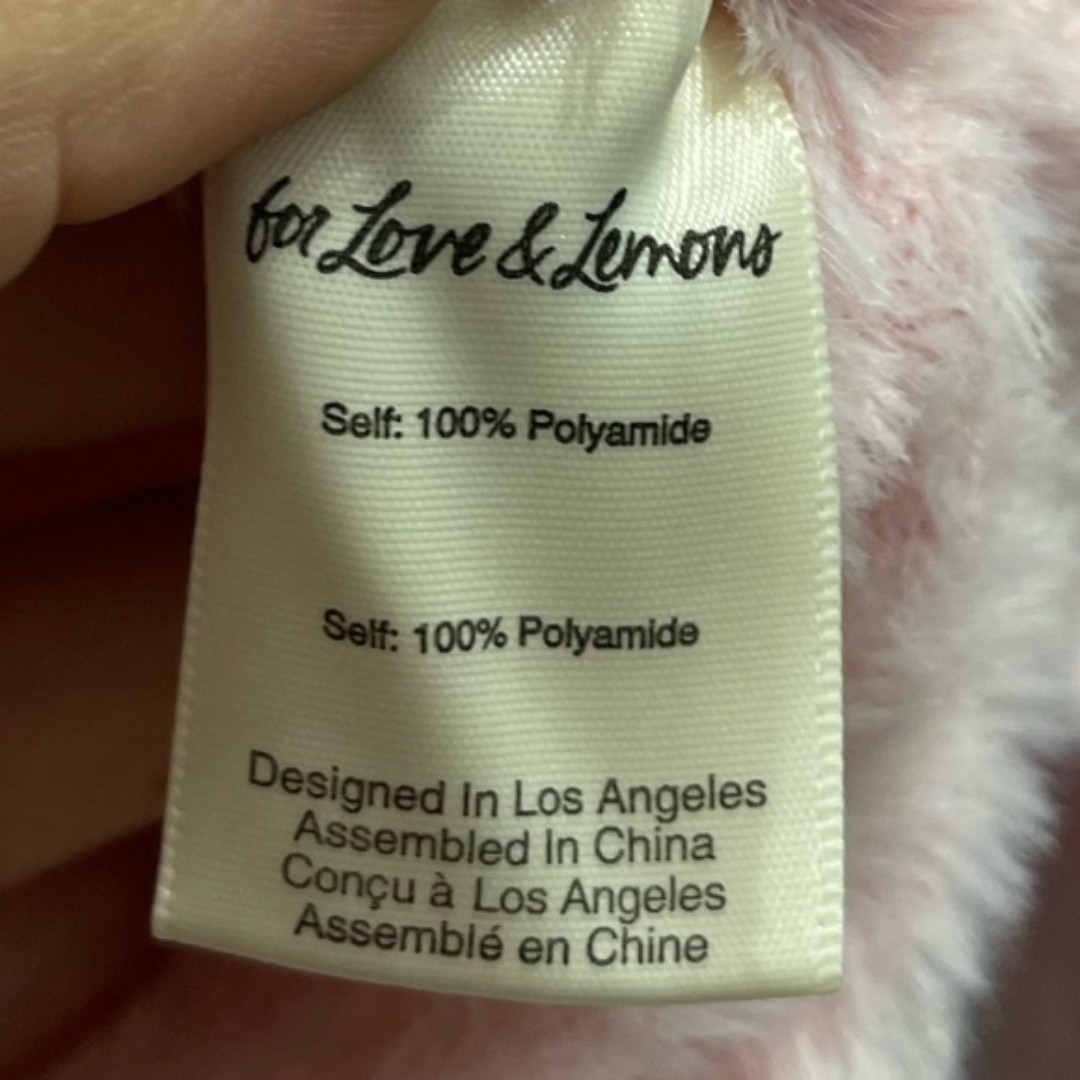 for Love & Lemons
Self: 100% Polyamide
Self: 100% Polyamide
Designed In Los Angeles
Assembled In China
Conçu à Los Angeles
Assemblé en Chine